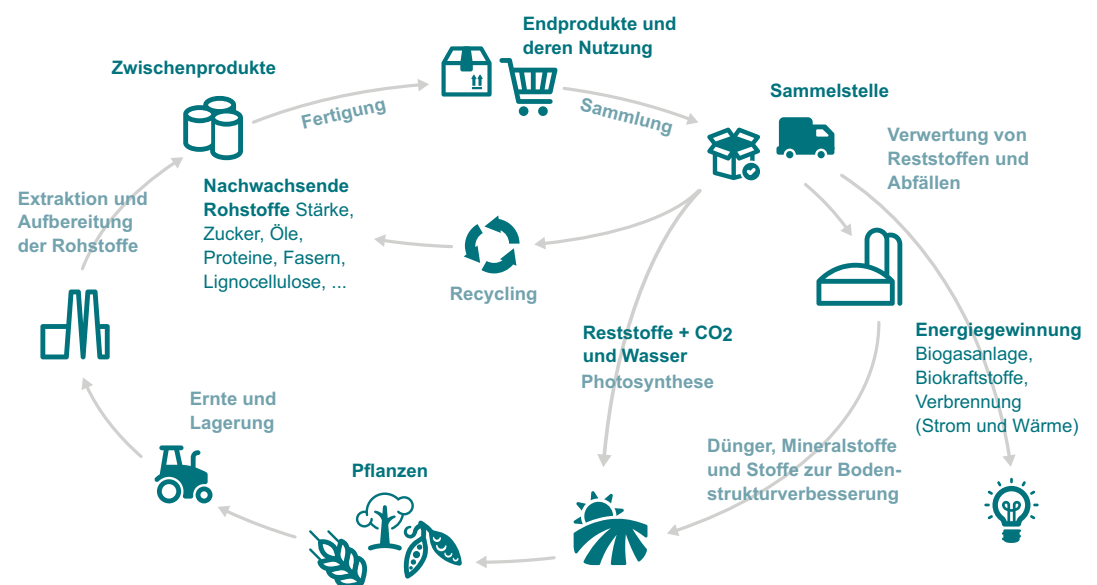 Endprodukte und
deren Nutzung
Zwischenprodukte
Fertigung
Sammlung
Sammelstelle
Verwertung von
Reststoffen und
Abfällen
Extraktion und
Aufbereitung
der Rohstoffe
Nachwachsende
Rohstoffe Stärke,
Zucker, Öle,
Proteine, Fasern,
Lignocellulose, ...
Recycling
Reststoffe + CO2
und Wasser
Photosynthese
Energiegewinnung
Biogasanlage,
Biokraftstoffe,
Verbrennung
(Strom und Wärme)
Ernte und
Lagerung
Dünger, Mineralstoffe
und Stoffe zur Boden-
strukturverbesserung
Pflanzen